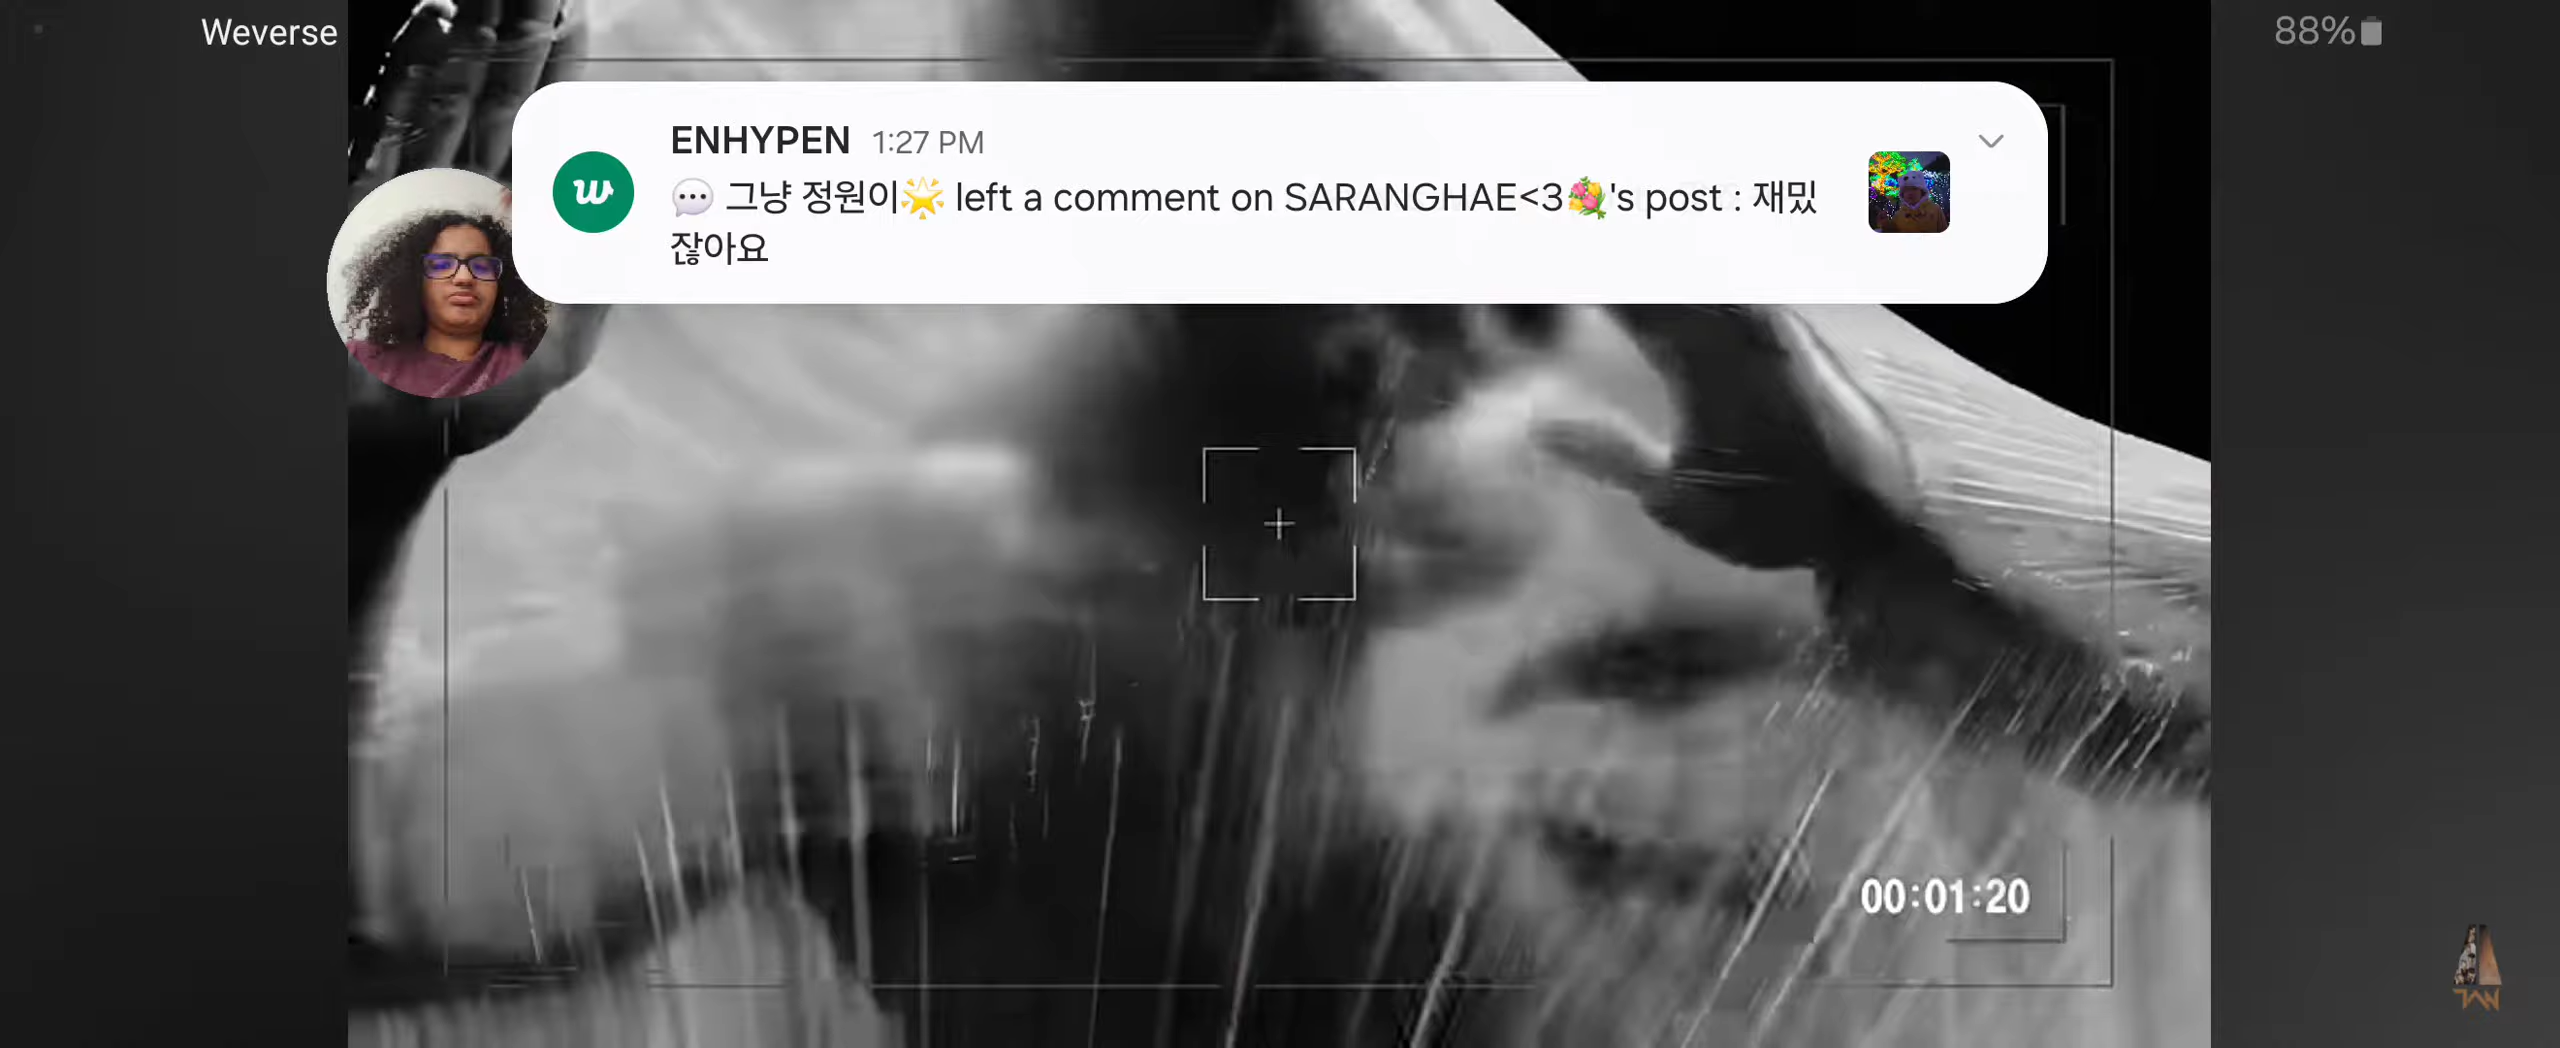 Weverse
88%
ENHYPEN 1:27 PM
💬 그냥 정원이🌟 left a comment on SARANGHAE<3💐's post : 재밌
잖아요
00:01:20